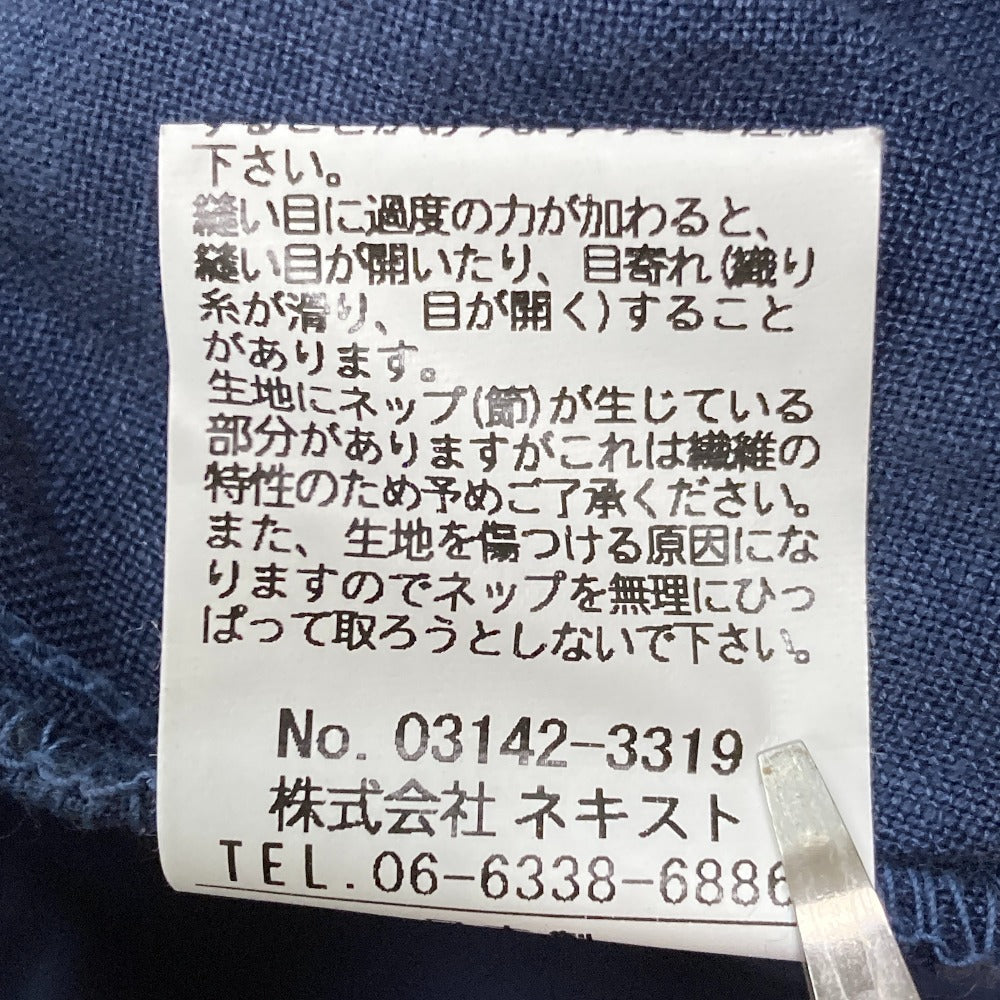 下さい。
縫い目に過度の力が加わると、
縫い目が開いたり、目寄れ(織り
糸が滑り、目が開く)すること
があります。
生地にネップ(節)が生じている
部分がありますがこれは繊維の
特性のため予めご了承ください。
また、生地を傷つける原因にな
りますのでネップを無理にひっ
ぱって取ろうとしないで下さい。
No. 03142-3319
株式会社 ネキスト
TEL.06-6338-6886